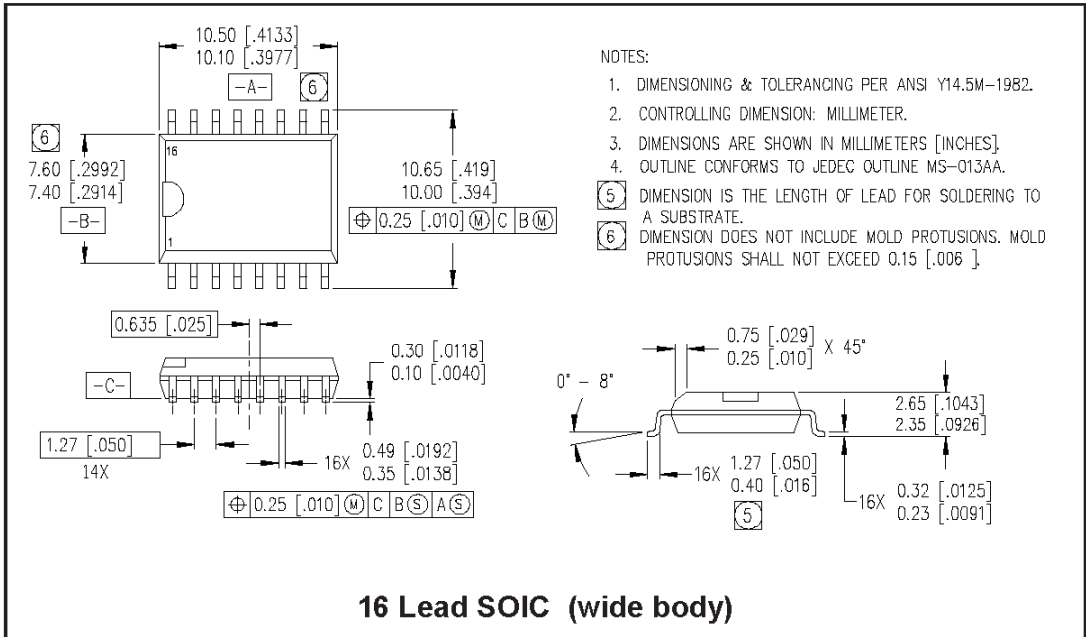 10.50 [.4133]
10.10 [.3977]
-A-
6
6
7.60 [.2992]
7.40 [.2914]
-B-
16
1
10.65 [.419]
10.00 [.394]
⌖ 0.25 [.010] Ⓜ C B Ⓜ
NOTES:
1. DIMENSIONING & TOLERANCING PER ANSI Y14.5M-1982.
2. CONTROLLING DIMENSION: MILLIMETER.
3. DIMENSIONS ARE SHOWN IN MILLIMETERS [INCHES].
4. OUTLINE CONFORMS TO JEDEC OUTLINE MS-013AA.
5 DIMENSION IS THE LENGTH OF LEAD FOR SOLDERING TO
A SUBSTRATE.
6 DIMENSION DOES NOT INCLUDE MOLD PROTUSIONS. MOLD
PROTUSIONS SHALL NOT EXCEED 0.15 [.006 ].
0.635 [.025]
0.30 [.0118]
0.10 [.0040]
-C-
1.27 [.050]
14X
16X 0.49 [.0192]
0.35 [.0138]
⌖ 0.25 [.010] Ⓜ C B Ⓢ A Ⓢ
0.75 [.029]
0.25 [.010] X 45°
0° - 8°
2.65 [.1043]
2.35 [.0926]
16X 1.27 [.050]
0.40 [.016]
5
16X 0.32 [.0125]
0.23 [.0091]
16 Lead SOIC (wide body)